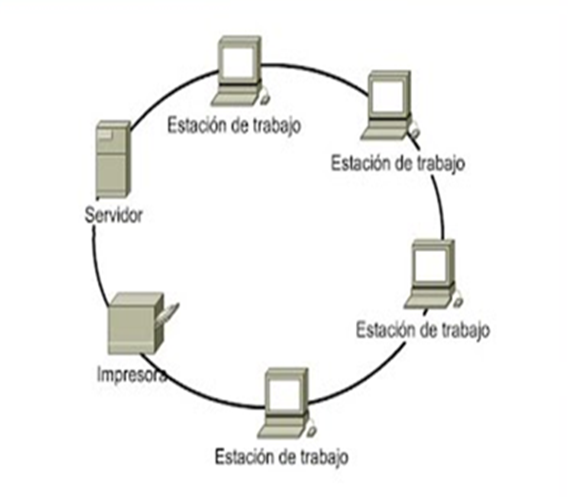 Estación de trabajo
Estación de trabajo
Servidor
Estación de trabajo
Impresora
Estación de trabajo